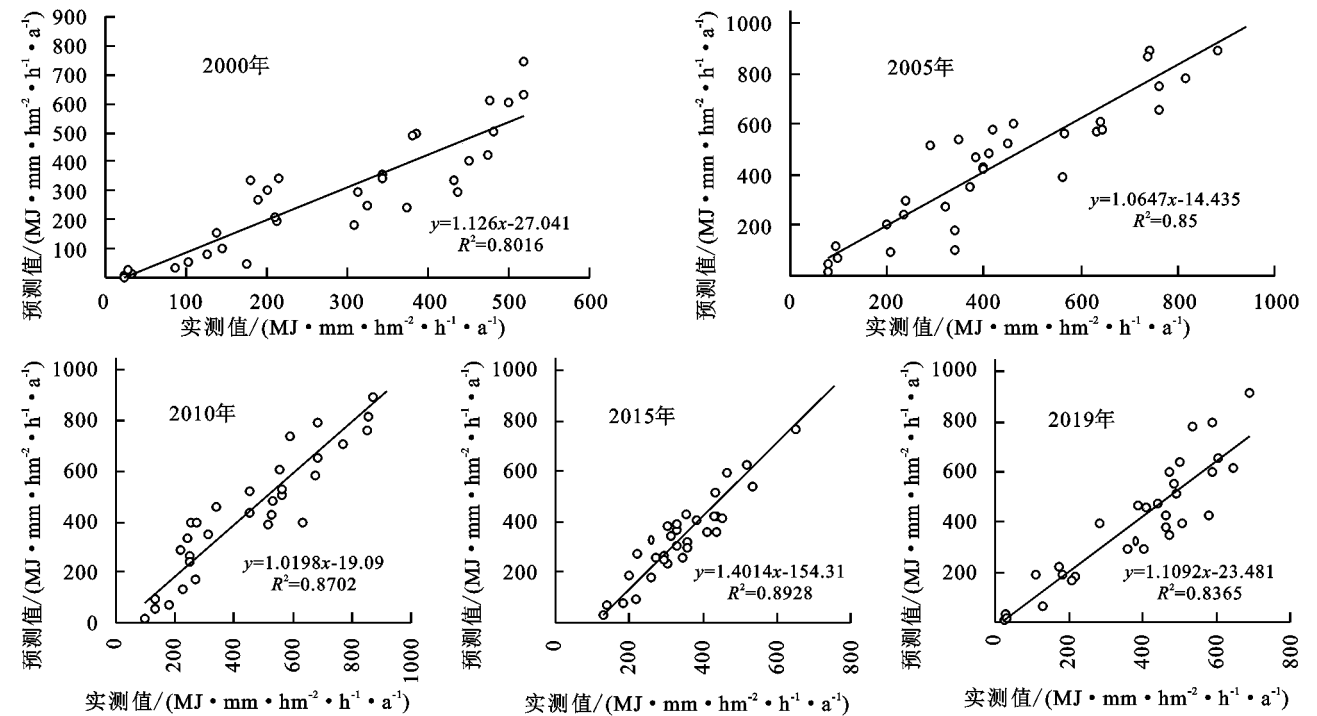 预测值/(MJ·mm·hm⁻²·h⁻¹·a⁻¹)
900
800
700
600
500
400
300
200
100
2000年
y=1.126x-27.041
R²=0.8016
0 100 200 300 400 500 600
实测值/(MJ·mm·hm⁻²·h⁻¹·a⁻¹)
预测值/(MJ·mm·hm⁻²·h⁻¹·a⁻¹)
1000
800
600
400
200
2005年
y=1.0647x-14.435
R²=0.85
0 200 400 600 800 1000
实测值/(MJ·mm·hm⁻²·h⁻¹·a⁻¹)
预测值/(MJ·mm·hm⁻²·h⁻¹·a⁻¹)
1000
800
600
400
200
0
2010年
y=1.0198x-19.09
R²=0.8702
0 200 400 600 800 1000
实测值/(MJ·mm·hm⁻²·h⁻¹·a⁻¹)
预测值/(MJ·mm·hm⁻²·h⁻¹·a⁻¹)
1000
800
600
400
200
0
2015年
y=1.4014x-154.31
R²=0.8928
0 200 400 600 800
实测值/(MJ·mm·hm⁻²·h⁻¹·a⁻¹)
预测值/(MJ·mm·hm⁻²·h⁻¹·a⁻¹)
1000
800
600
400
200
0
2019年
y=1.1092x-23.481
R²=0.8365
0 200 400 600 800
实测值/(MJ·mm·hm⁻²·h⁻¹·a⁻¹)